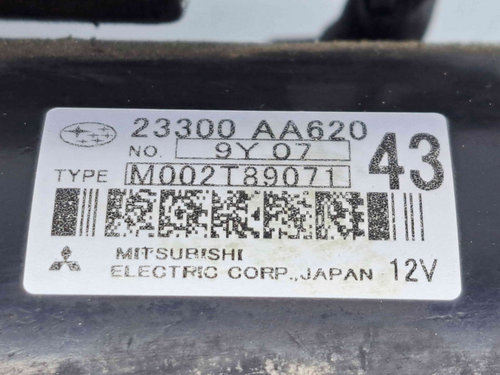 23300 AA620
NO. 9Y 07 43
TYPE M002T89071
MITSUBISHI
ELECTRIC CORP.,JAPAN 12V